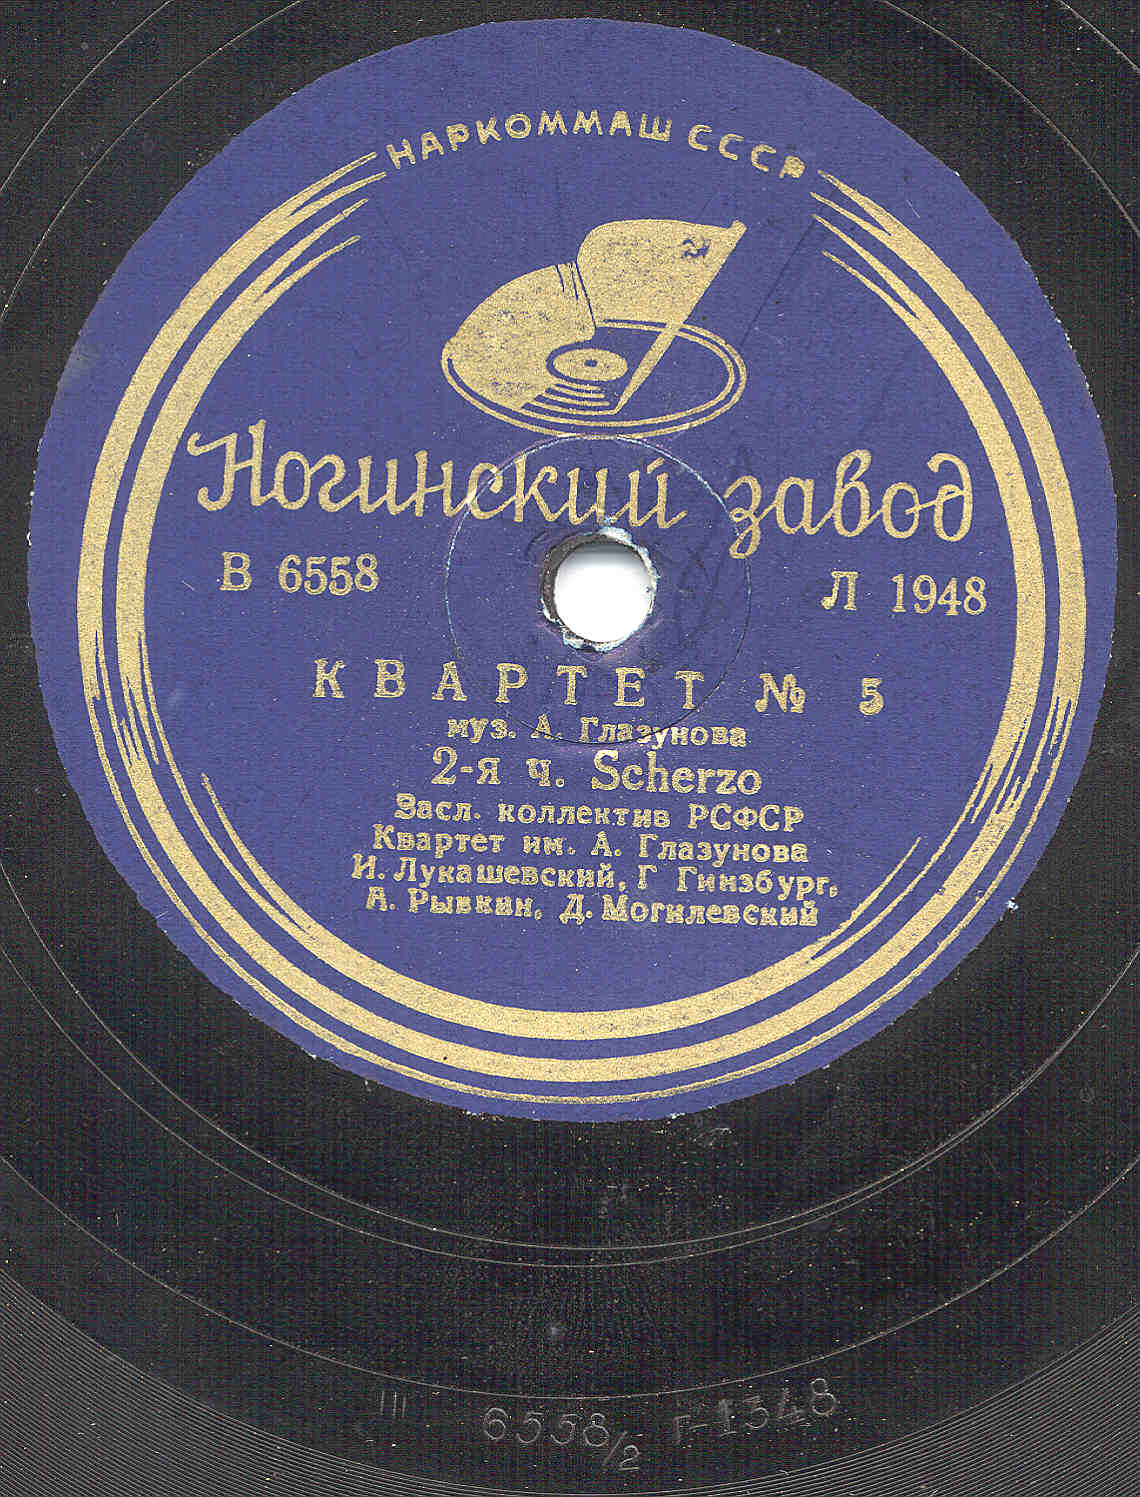 НАРКОММАШ СССР
Ногинский завод
В 6558
Л 1948
КВАРТЕТ № 5
муз. А. Глазунова
2-я ч. Scherzo
Засл. коллектив РСФСР
Квартет им. А. Глазунова
И. Лукашевский, Г Гинзбург,
А. Рывкин, Д. Могилевский
III 6558/2 Г-1348